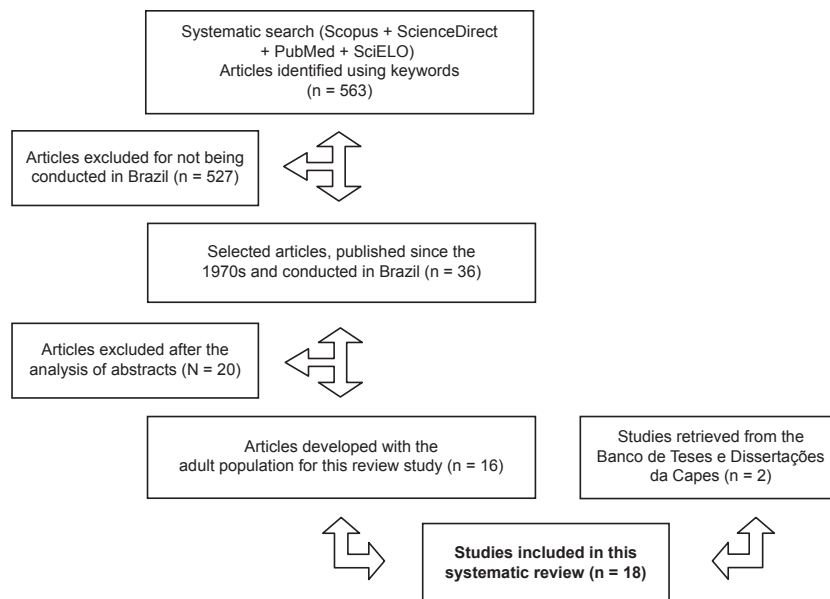 Systematic search (Scopus + ScienceDirect
+ PubMed + SciELO)
Articles identified using keywords
(n = 563)
Articles excluded for not being
conducted in Brazil (n = 527)
Selected articles, published since the
1970s and conducted in Brazil (n = 36)
Articles excluded after the
analysis of abstracts (N = 20)
Articles developed with the
adult population for this review study (n = 16)
Studies retrieved from the
Banco de Teses e Dissertações
da Capes (n = 2)
Studies included in this
systematic review (n = 18)